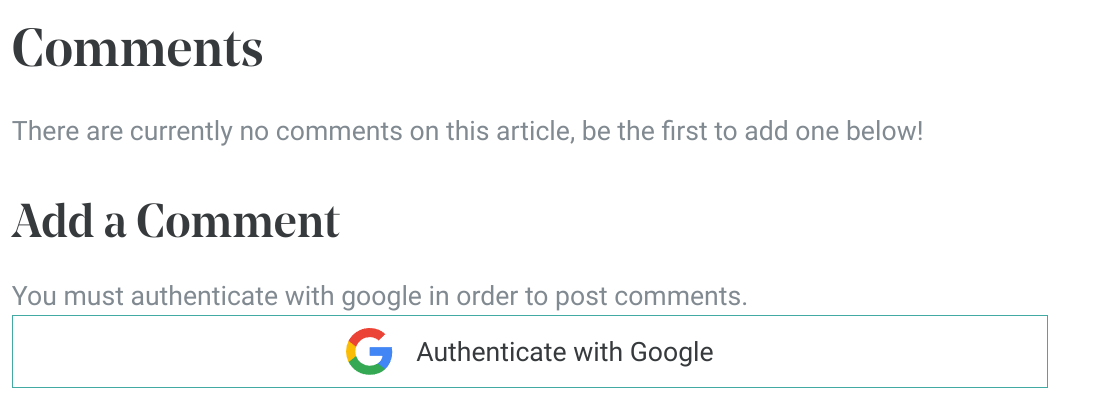 Comments
There are currently no comments on this article, be the first to add one below!
Add a Comment
You must authenticate with google in order to post comments.
Authenticate with Google